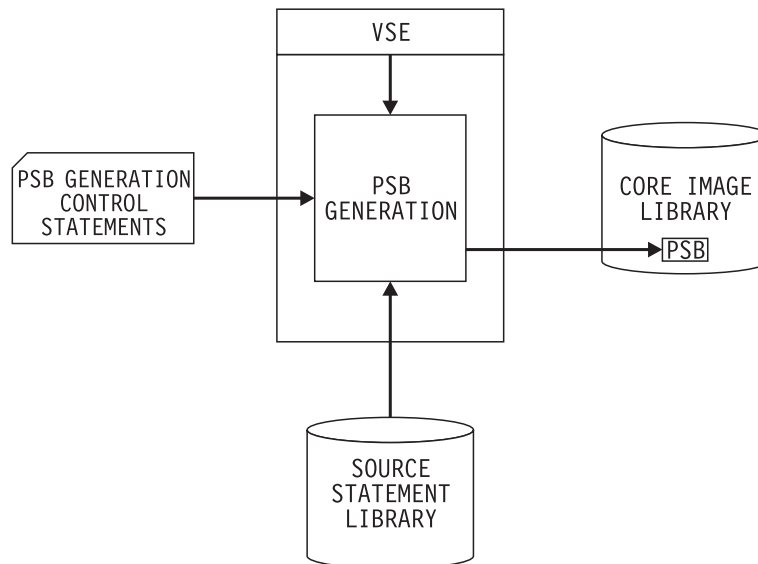 VSE
PSB GENERATION
CONTROL
STATEMENTS
PSB
GENERATION
CORE IMAGE
LIBRARY
PSB
SOURCE
STATEMENT
LIBRARY